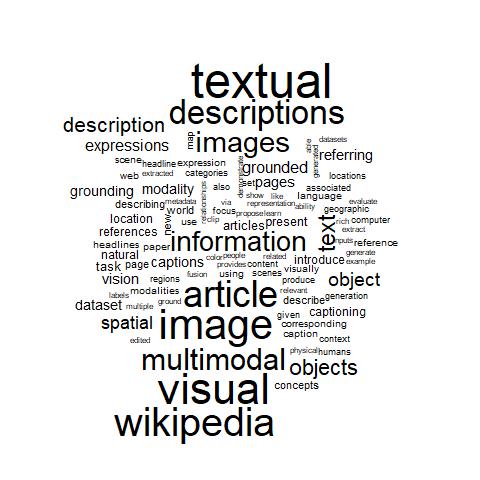 textual
descriptions
description
map
images
datasets
expressions
able
generated
referring
scene
headline
expression
demonstrate
grounded
web
extracted
categories
set
pages
locations
grounding
modality
relationships
also
associated
show
like
language
describing
metadata
via
representation
ability
rich
evaluate
geographic
location
new
world
focus
propose
learn
text
computer
use
clip
articles
present
extract
references
information
inputs
reference
headlines
paper
color
people
related
generate
natural
captions
provides
content
introduce
example
task
page
fusion
using
scenes
visually
vision
regions
article
produce
object
labels
modalities
relevant
describe
generation
dataset
multiple
ground
image
given
captioning
spatial
corresponding
edited
caption
context
multimodal
physical
humans
objects
visual
concepts
wikipedia